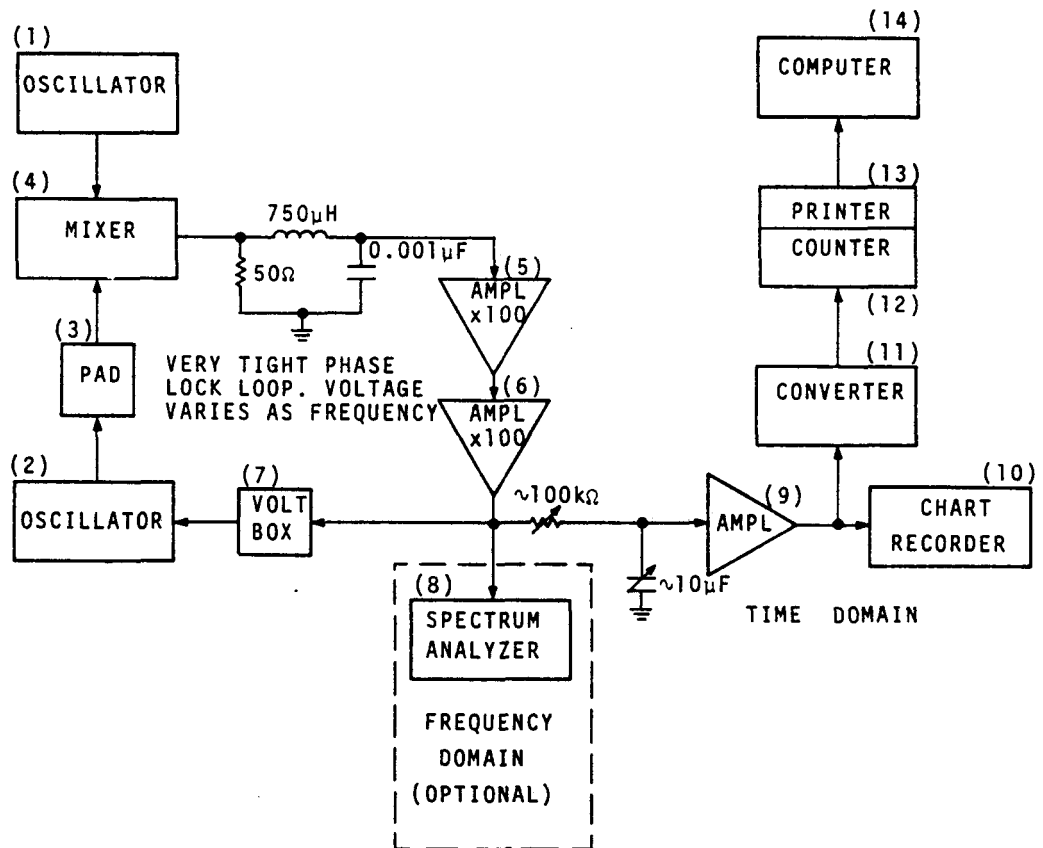 (1)
OSCILLATOR
(4)
MIXER
(3)
PAD
(2)
OSCILLATOR
750µH
50Ω
0.001µF
VERY TIGHT PHASE
LOCK LOOP. VOLTAGE
VARIES AS FREQUENCY
(5)
AMPL
x100
(6)
AMPL
x100
(7)
VOLT
BOX
(8)
SPECTRUM
ANALYZER
FREQUENCY
DOMAIN
(OPTIONAL)
~100kΩ
~10µF
(9)
AMPL
TIME DOMAIN
(14)
COMPUTER
(13)
PRINTER
COUNTER
(12)
(11)
CONVERTER
(10)
CHART
RECORDER